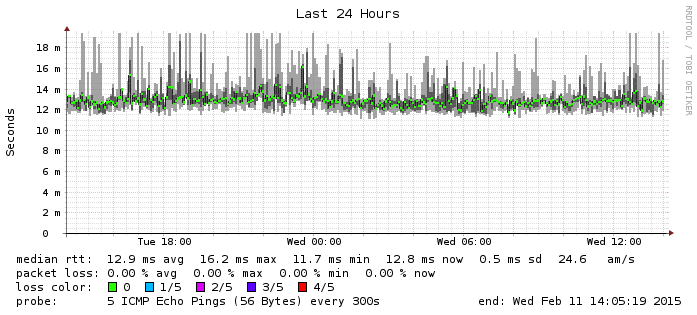 Last 24 Hours
RRDTOOL / TOBI OETIKER
Seconds
18 m
16 m
14 m
12 m
10 m
8 m
6 m
4 m
2 m
0
Tue 18:00 Wed 00:00 Wed 06:00 Wed 12:00
median rtt: 12.9 ms avg 16.2 ms max 11.7 ms min 12.8 ms now 0.5 ms sd 24.6 am/s
packet loss: 0.00 % avg 0.00 % max 0.00 % min 0.00 % now
loss color: 0 1/5 2/5 3/5 4/5
probe: 5 ICMP Echo Pings (56 Bytes) every 300s end: Wed Feb 11 14:05:19 2015